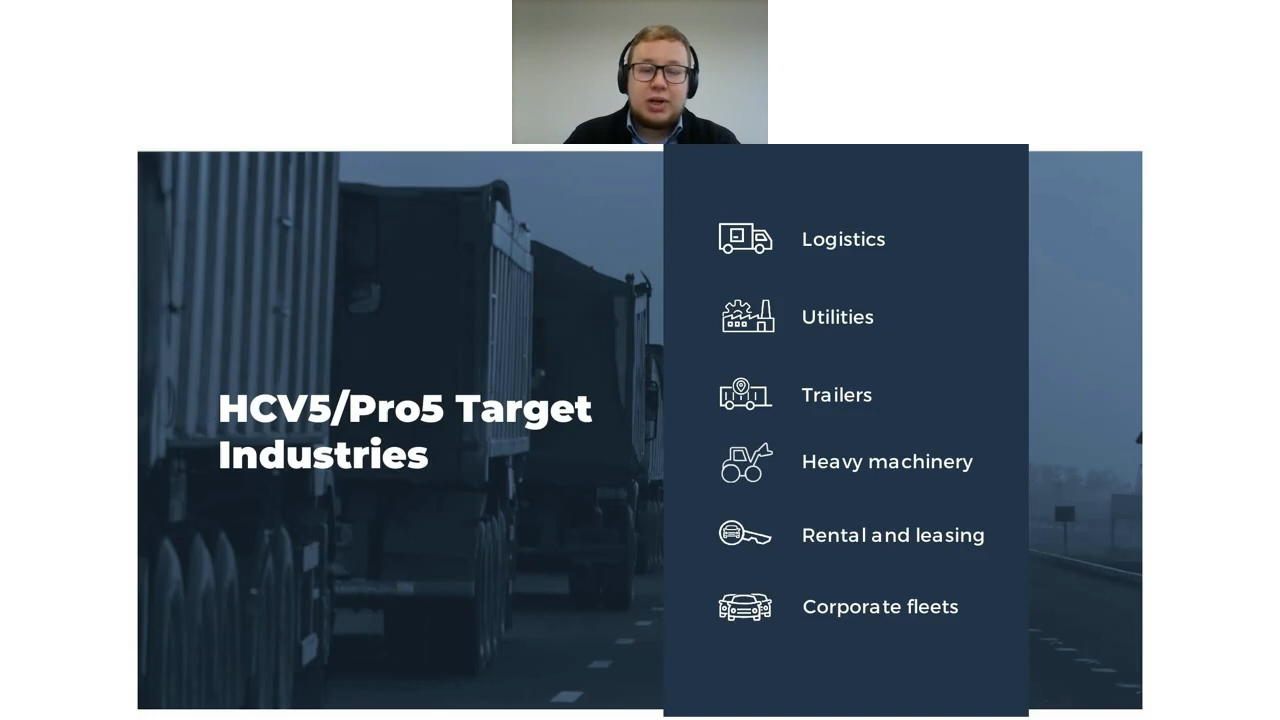 HCV5/Pro5 Target
Industries
Logistics
Utilities
Trailers
Heavy machinery
Rental and leasing
Corporate fleets